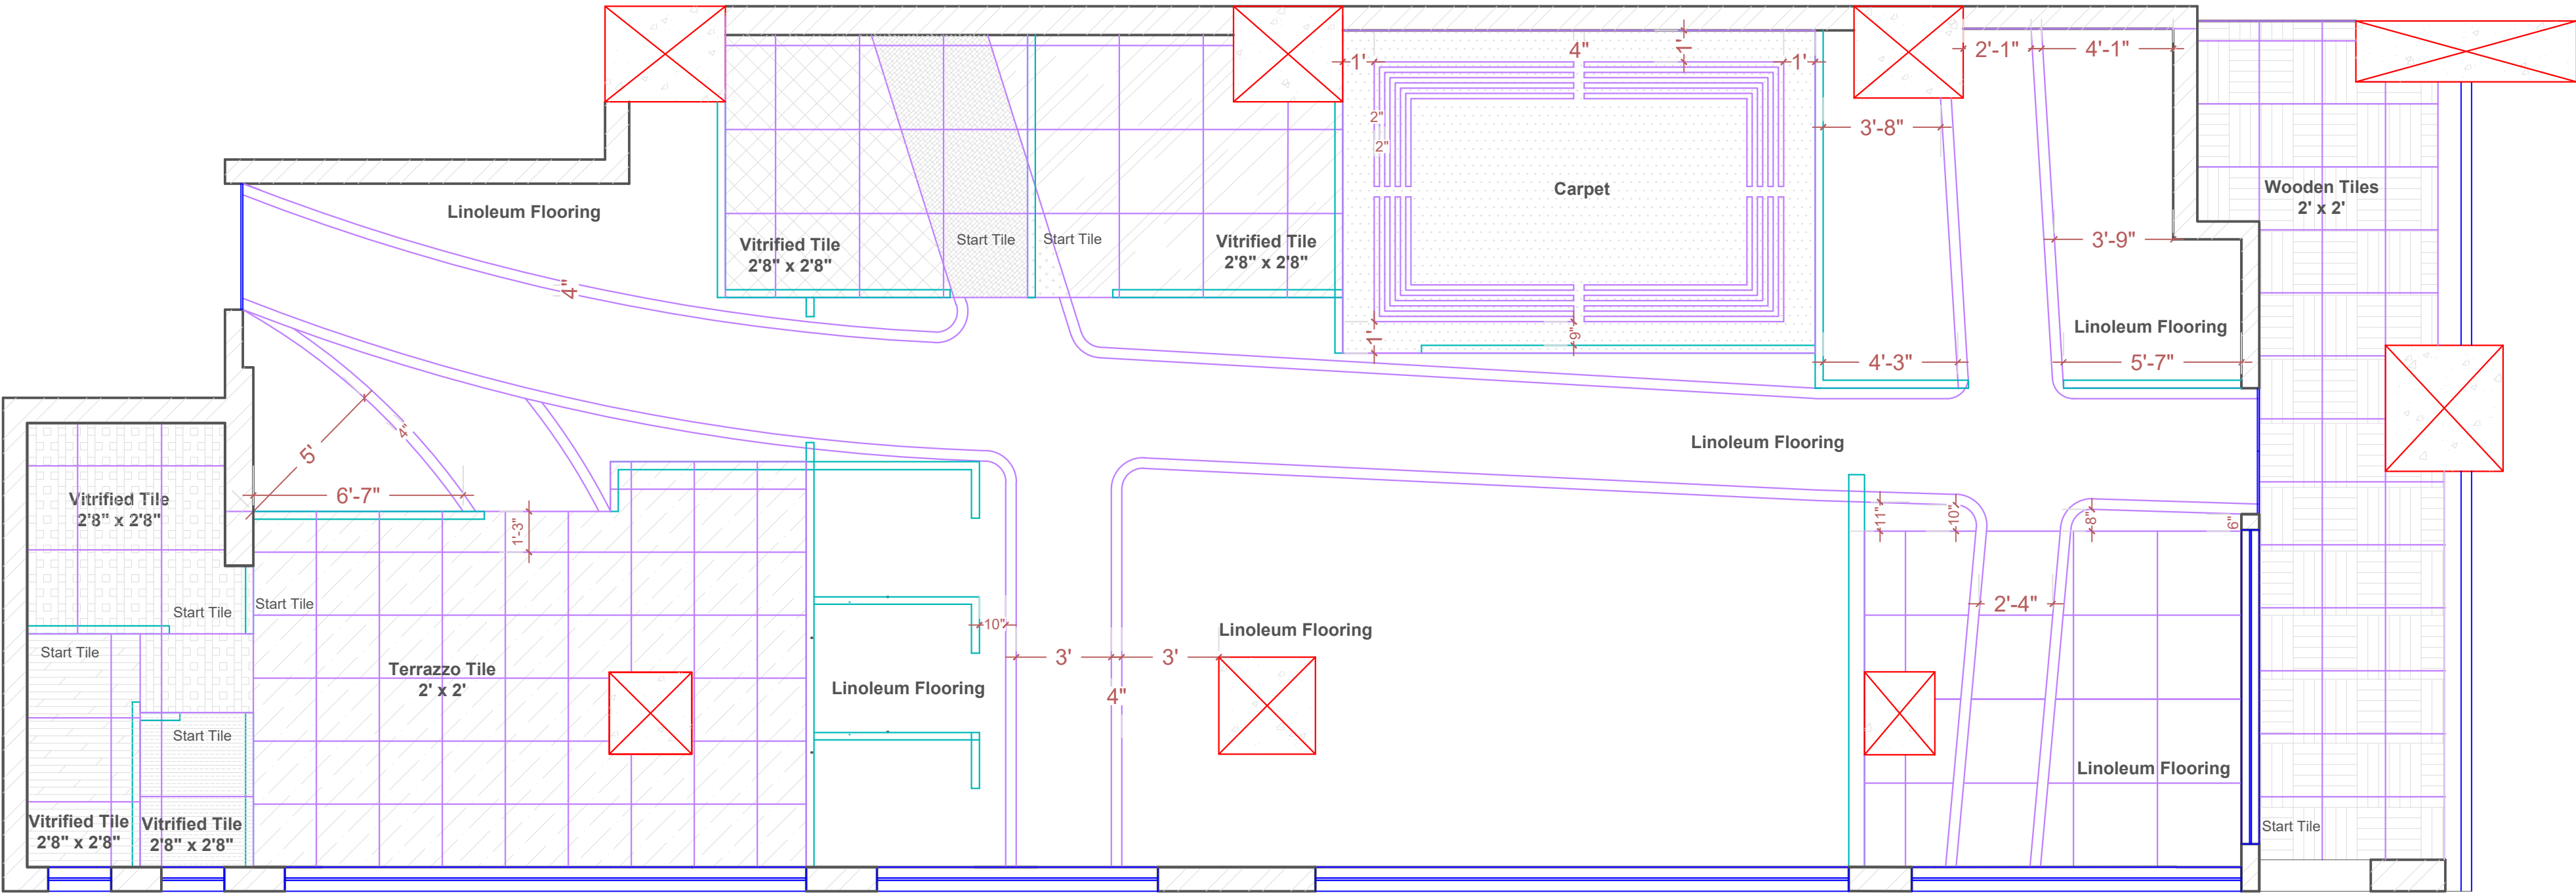 2'-1"
4'-1"
1'
4"
1'
1'
3'-8"
2"
2"
Carpet
Wooden Tiles
2' x 2'
Linoleum Flooring
Vitrified Tile
2'8" x 2'8"
Start Tile
Start Tile
Vitrified Tile
2'8" x 2'8"
3'-9"
4"
Linoleum Flooring
1'
9"
4'-3"
5'-7"
4"
5'
Linoleum Flooring
6'-7"
Vitrified Tile
2'8" x 2'8"
1'-3"
11"
10"
8"
6"
Start Tile
Start Tile
2'-4"
10"
Linoleum Flooring
Start Tile
3'
3'
Terrazzo Tile
2' x 2'
Linoleum Flooring
4"
Start Tile
Linoleum Flooring
Vitrified Tile
2'8" x 2'8"
Vitrified Tile
2'8" x 2'8"
Start Tile